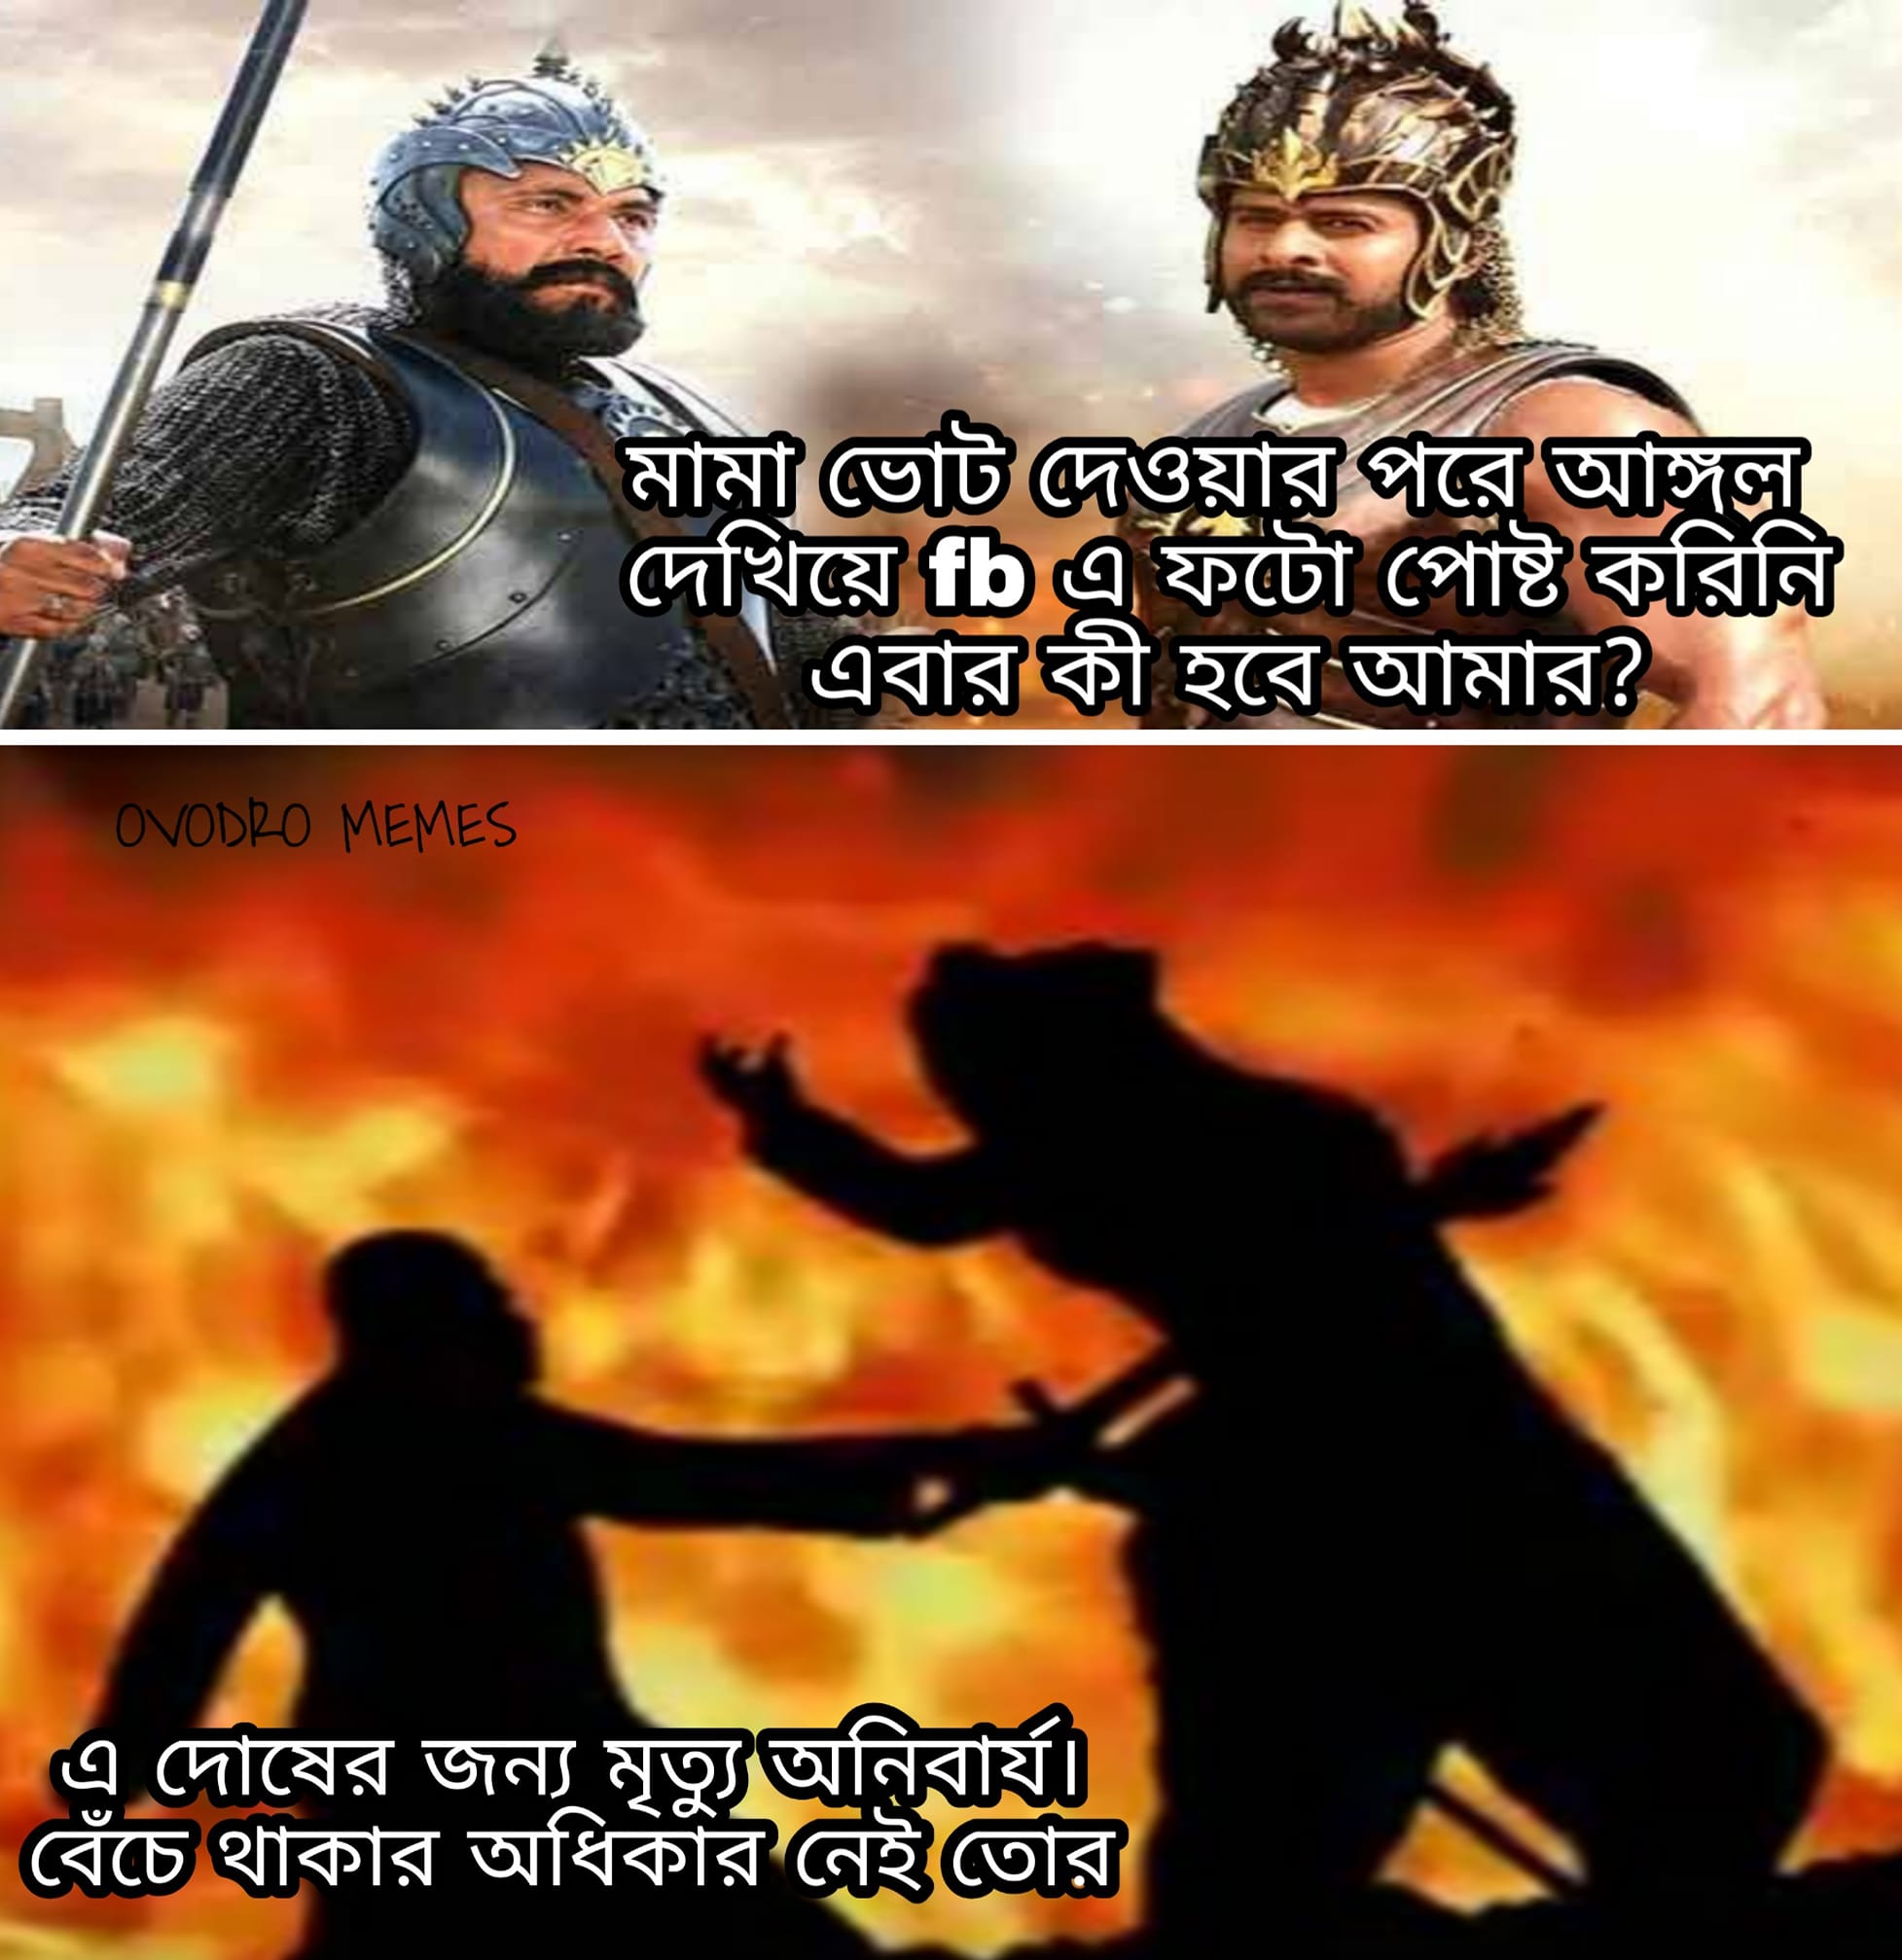 মামা ভোট দেওয়ার পরে আঙ্গুল
দেখিয়ে fb এ ফটো পোষ্ট করিনি
এবার কী হবে আমার?
OVODRO MEMES
এ দোষের জন্য মৃত্যু অনিবার্য।
বেঁচে থাকার অধিকার নেই তোর